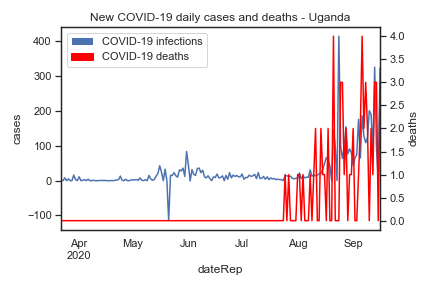 New COVID-19 daily cases and deaths - Uganda
COVID-19 infections
COVID-19 deaths
400
300
200
100
0
−100
cases
4.0
3.5
3.0
2.5
2.0
1.5
1.0
0.5
0.0
deaths
Apr May Jun Jul Aug Sep
2020
dateRep